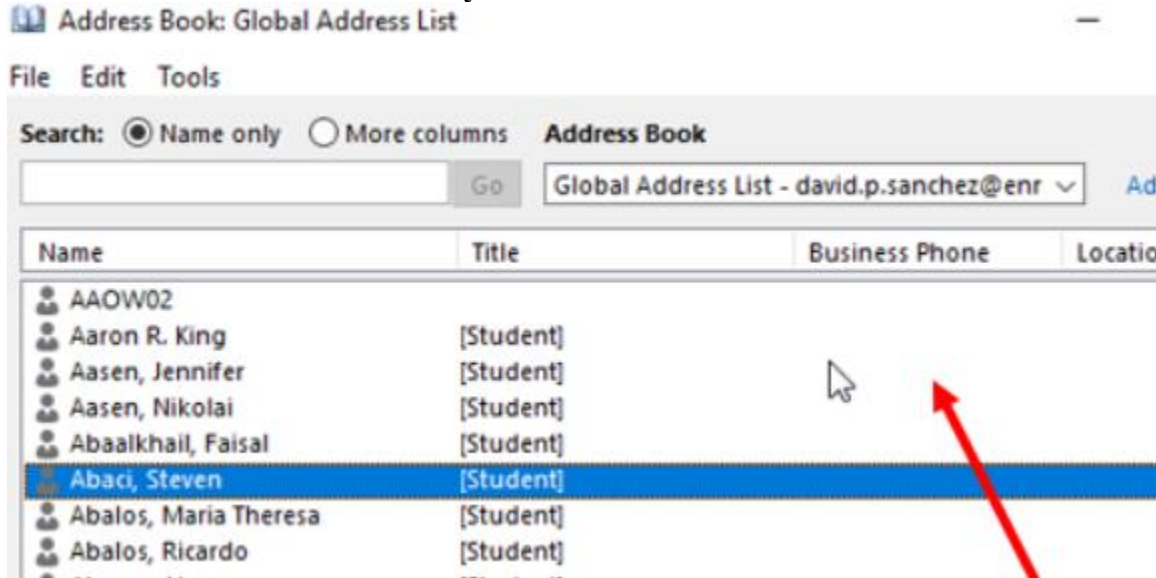 Address Book: Global Address List
File Edit Tools
Search: Name only More columns Address Book
Go Global Address List - david.p.sanchez@enr Ad
Name Title Business Phone Locatio
AAOW02
Aaron R. King [Student]
Aasen, Jennifer [Student]
Aasen, Nikolai [Student]
Abaalkhail, Faisal [Student]
Abaci, Steven [Student]
Abalos, Maria Theresa [Student]
Abalos, Ricardo [Student]